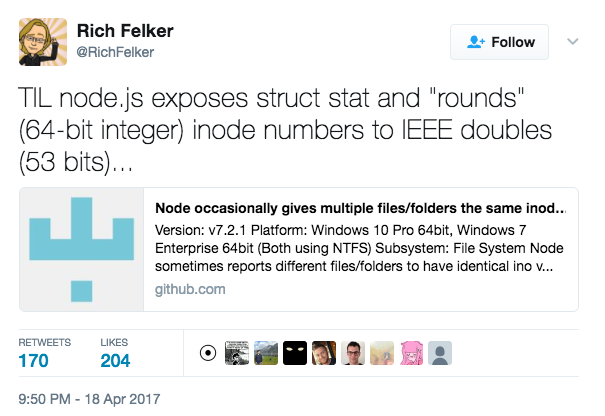 Rich Felker
@RichFelker
Follow
TIL node.js exposes struct stat and "rounds"
(64-bit integer) inode numbers to IEEE doubles
(53 bits)...
Node occasionally gives multiple files/folders the same inod...
Version: v7.2.1 Platform: Windows 10 Pro 64bit, Windows 7
Enterprise 64bit (Both using NTFS) Subsystem: File System Node
sometimes reports different files/folders to have identical ino v...
github.com
RETWEETS LIKES
170 204
9:50 PM - 18 Apr 2017